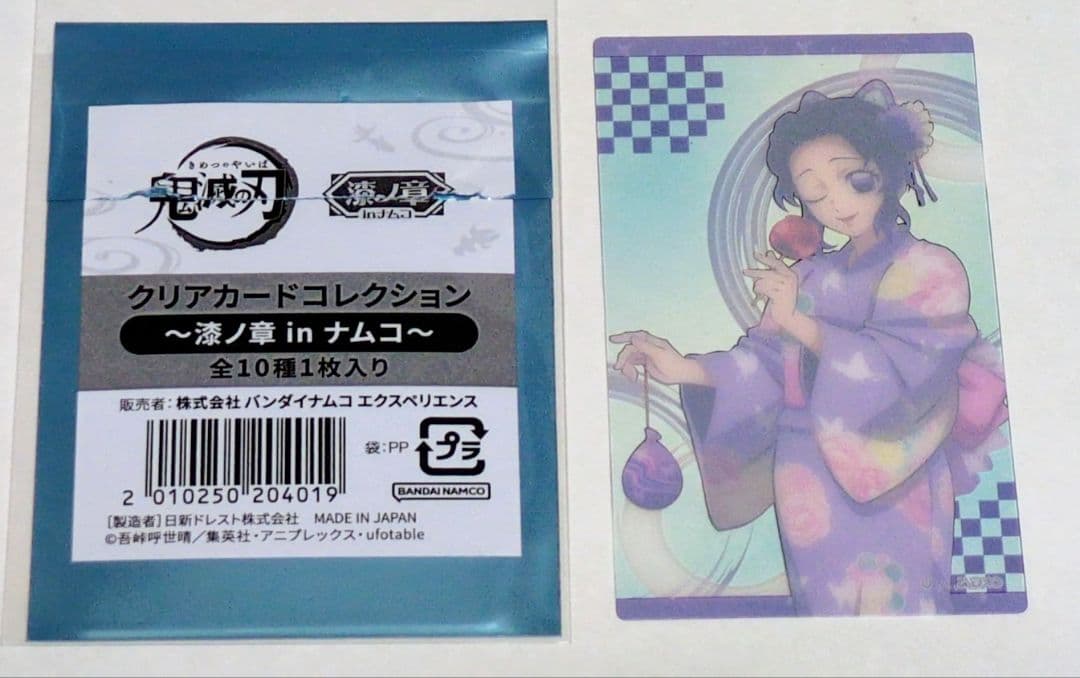 きめつのやいば
鬼滅の刃
漆ノ章
inナムコ
クリアカードコレクション
～漆ノ章 in ナムコ～
全10種1枚入り
販売者：株式会社 バンダイナムコ エクスペリエンス
袋：PP
プラ
2 010250 204019
BANDAI NAMCO
［製造者］日新ドレスト株式会社 MADE IN JAPAN
©吾峠呼世晴／集英社・アニプレックス・ufotable